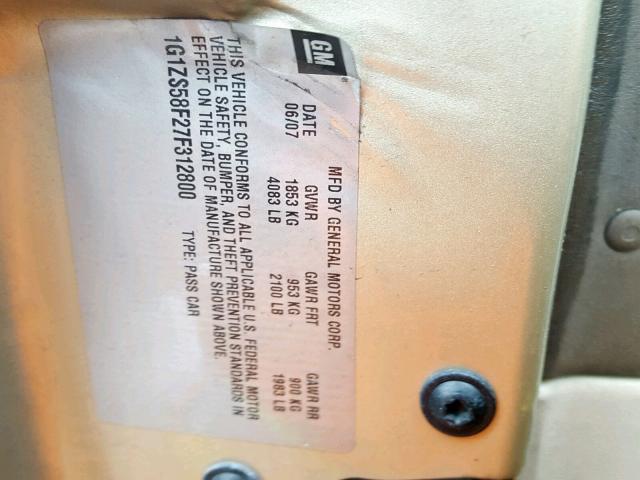 GM
MFD BY GENERAL MOTORS CORP.
DATE GVWR GAWR FRT GAWR RR
06/07 1853 KG 953 KG 900 KG
4083 LB 2100 LB 1983 LB
THIS VEHICLE CONFORMS TO ALL APPLICABLE U.S. FEDERAL MOTOR
VEHICLE SAFETY, BUMPER, AND THEFT PREVENTION STANDARDS IN
EFFECT ON THE DATE OF MANUFACTURE SHOWN ABOVE.
1G1ZS58F27F312800 TYPE: PASS CAR